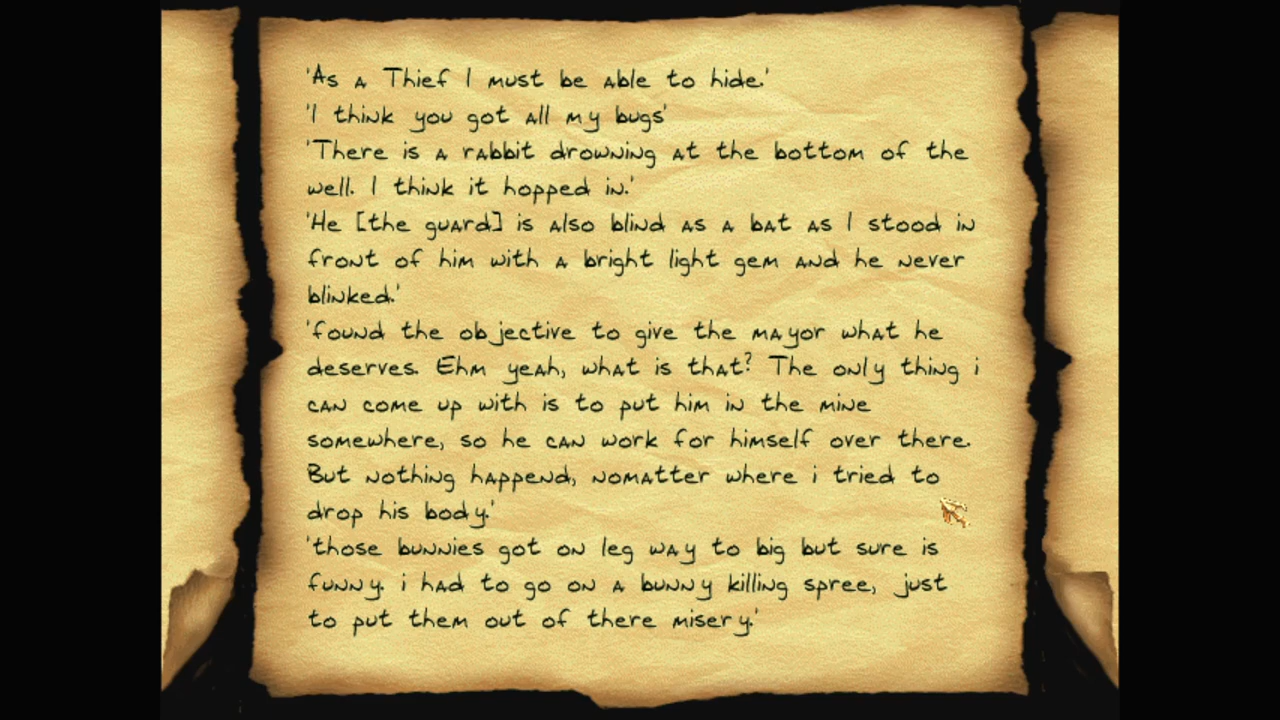 'As a Thief I must be able to hide.'
'I think you got all my bugs'
'There is a rabbit drowning at the bottom of the
well. I think it hopped in.'
'He [the guard] is also blind as a bat as I stood in
front of him with a bright light gem and he never
blinked.'
'found the objective to give the mayor what he
deserves. Ehm yeah, what is that? The only thing i
can come up with is to put him in the mine
somewhere, so he can work for himself over there.
But nothing happend, nomatter where i tried to
drop his body.'
'those bunnies got on leg way to big but sure is
funny. i had to go on a bunny killing spree, just
to put them out of there misery.'